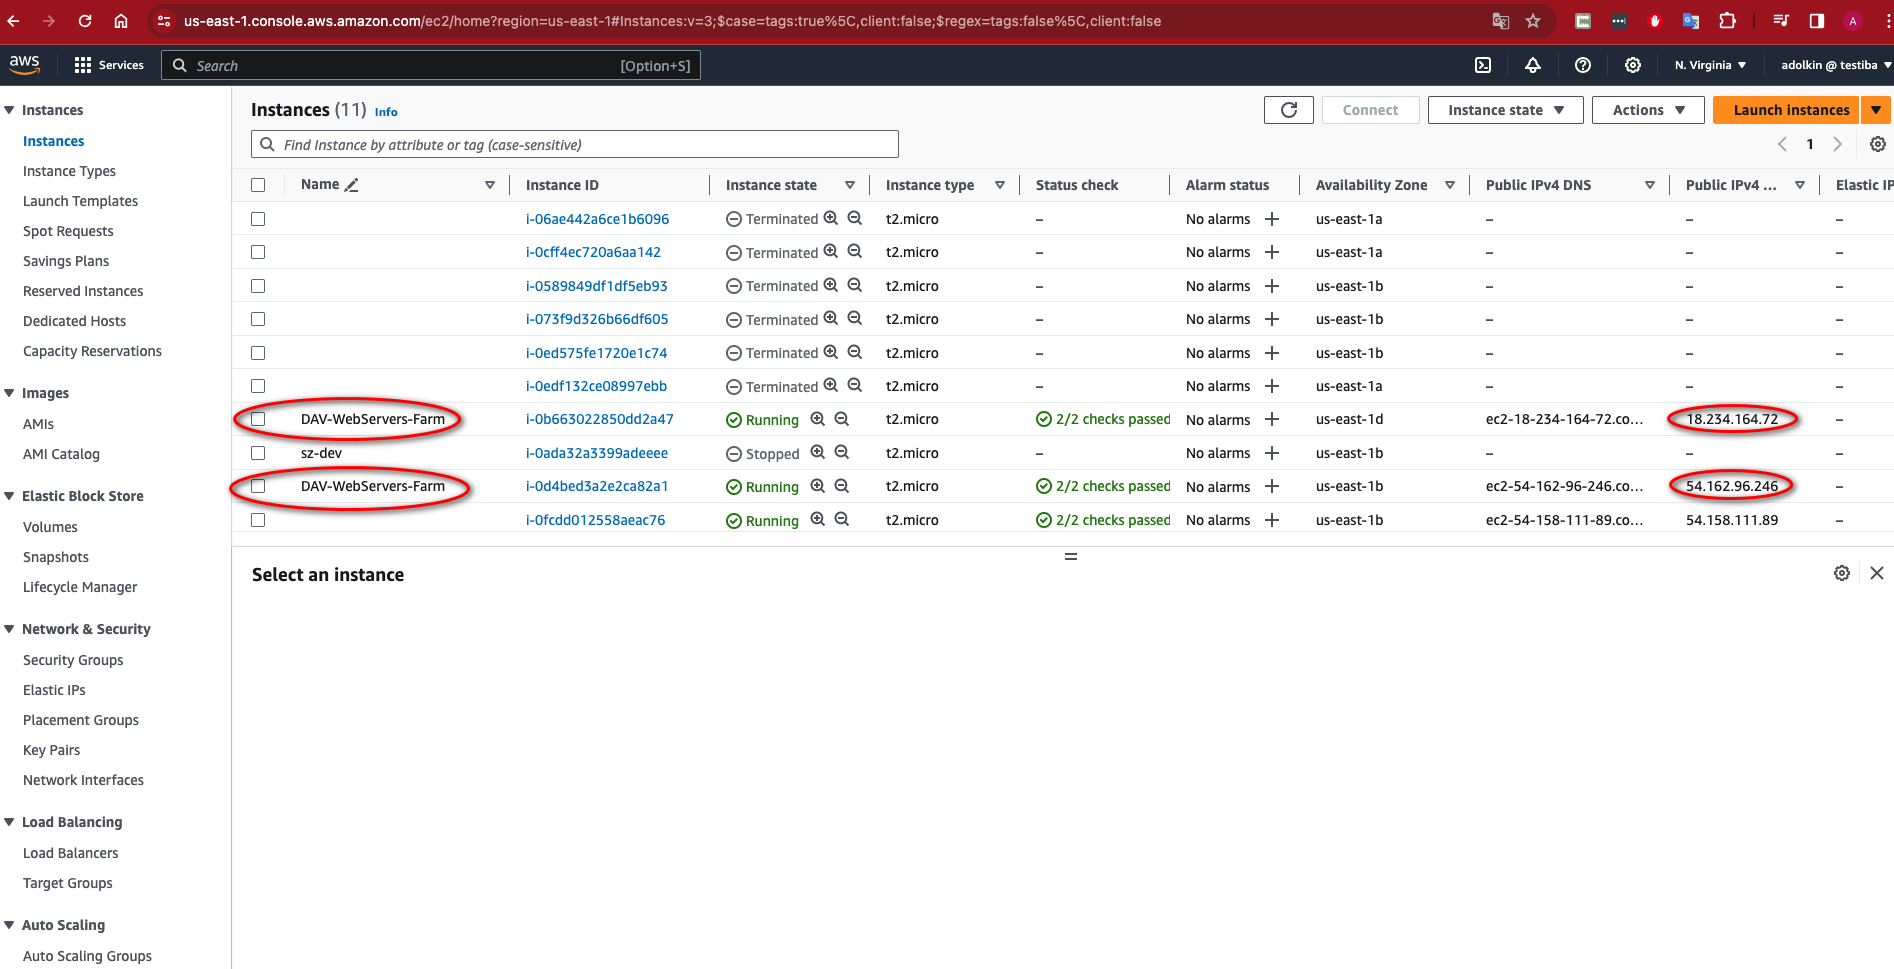 us-east-1.console.aws.amazon.com/ec2/home?region=us-east-1#Instances:v=3;$case=tags:true%5C,client:false;$regex=tags:false%5C,client:false
A
aws Services Search [Option+S] N. Virginia adolkin @ testiba
Instances
Instances
Instance Types
Launch Templates
Spot Requests
Savings Plans
Reserved Instances
Dedicated Hosts
Capacity Reservations
Images
AMIs
AMI Catalog
Elastic Block Store
Volumes
Snapshots
Lifecycle Manager
Network & Security
Security Groups
Elastic IPs
Placement Groups
Key Pairs
Network Interfaces
Load Balancing
Load Balancers
Target Groups
Auto Scaling
Auto Scaling Groups
Instances (11) Info Connect Instance state Actions Launch instances
Find Instance by attribute or tag (case-sensitive) 1
Name Instance ID Instance state Instance type Status check Alarm status Availability Zone Public IPv4 DNS Public IPv4 ... Elastic IP
i-06ae442a6ce1b6096 Terminated t2.micro – No alarms + us-east-1a – – –
i-0cff4ec720a6aa142 Terminated t2.micro – No alarms + us-east-1a – – –
i-0589849df1df5eb93 Terminated t2.micro – No alarms + us-east-1b – – –
i-073f9d326b66df605 Terminated t2.micro – No alarms + us-east-1b – – –
i-0ed575fe1720e1c74 Terminated t2.micro – No alarms + us-east-1b – – –
i-0edf132ce08997ebb Terminated t2.micro – No alarms + us-east-1a – – –
DAV-WebServers-Farm i-0b663022850dd2a47 Running t2.micro 2/2 checks passed No alarms + us-east-1d ec2-18-234-164-72.co... 18.234.164.72 –
sz-dev i-0ada32a3399adeeee Stopped t2.micro – No alarms + us-east-1b – – –
DAV-WebServers-Farm i-0d4bed3a2e2ca82a1 Running t2.micro 2/2 checks passed No alarms + us-east-1b ec2-54-162-96-246.co... 54.162.96.246 –
i-0fcdd012558aeac76 Running t2.micro 2/2 checks passed No alarms + us-east-1b ec2-54-158-111-89.co... 54.158.111.89 –
Select an instance